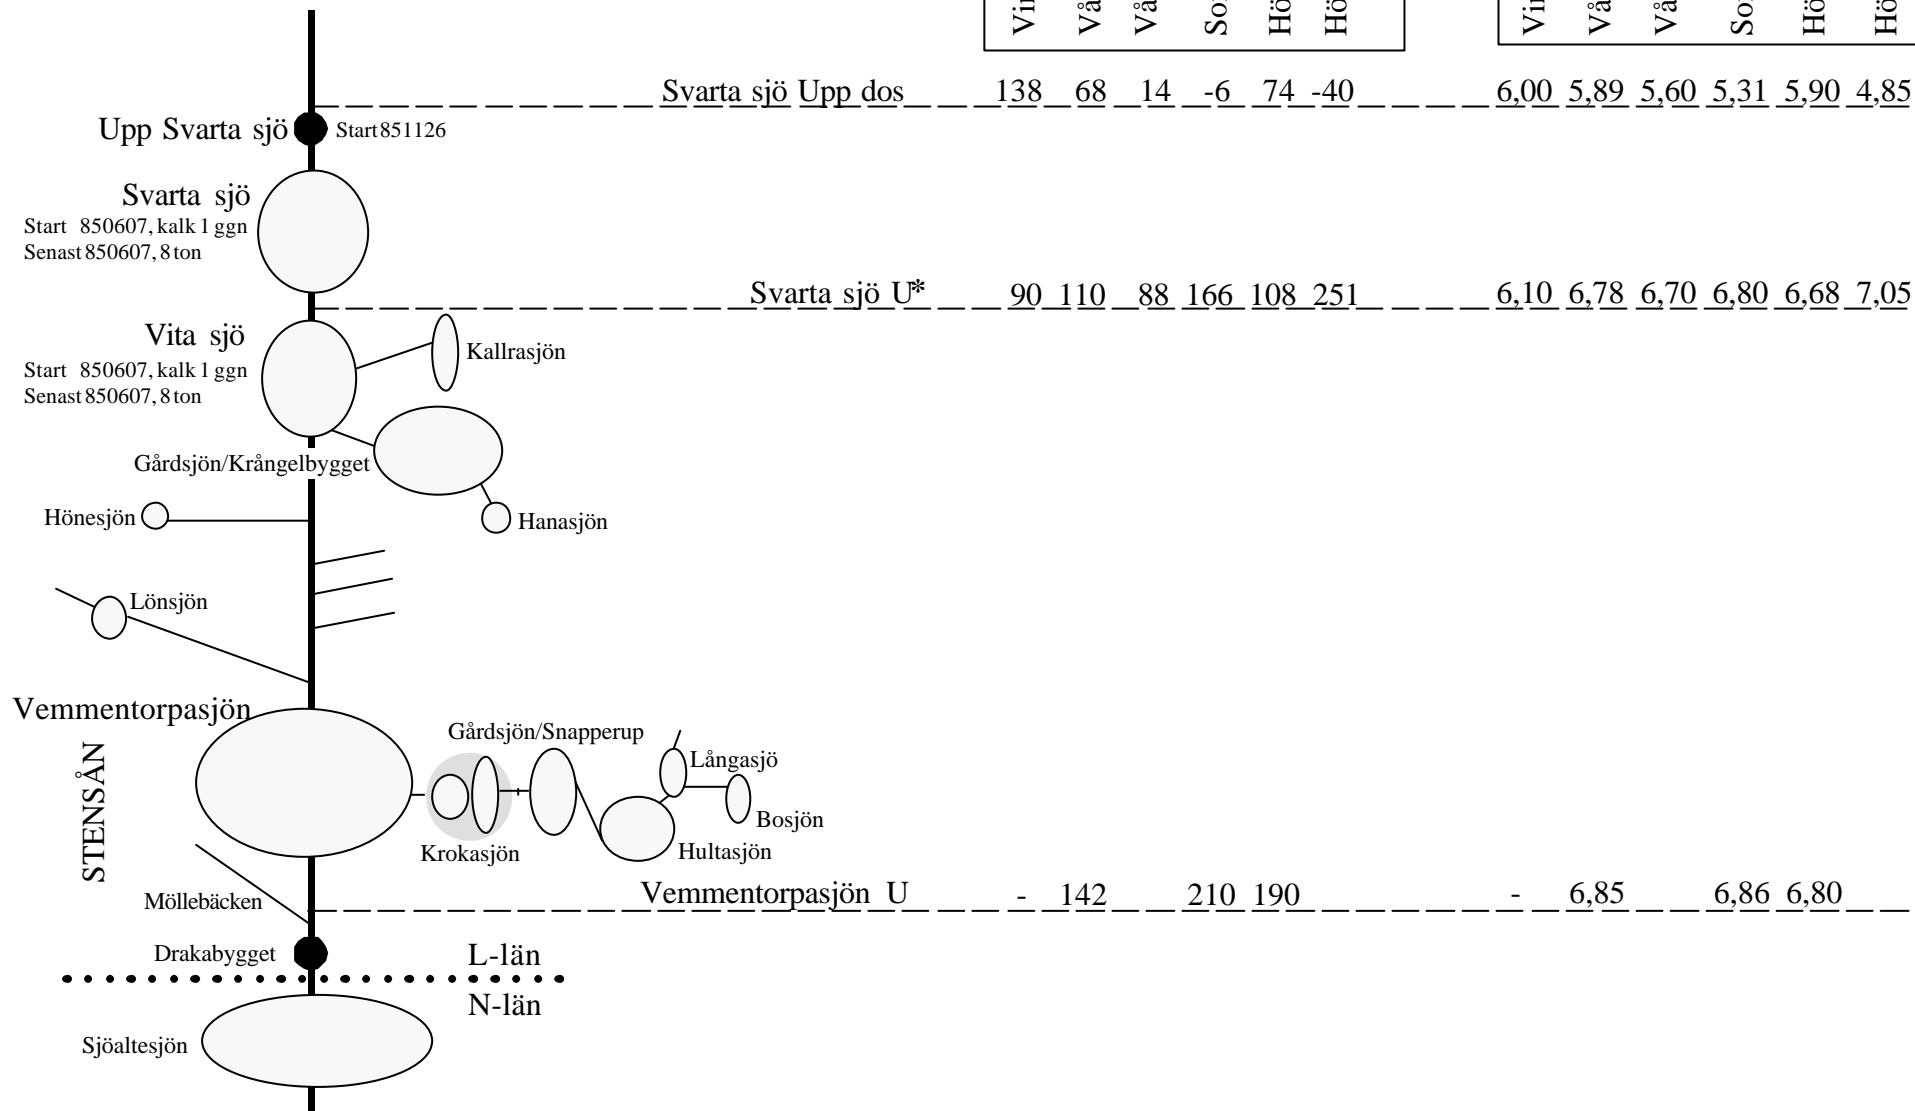 Svarta sjö Upp dos 138 68 14 -6 74 -40 6,00 5,89 5,60 5,31 5,90 4,85
Upp Svarta sjö Start 851126
Svarta sjö
Start 850607, kalk 1 ggn
Senast 850607, 8 ton
Svarta sjö U* 90 110 88 166 108 251 6,10 6,78 6,70 6,80 6,68 7,05
Vita sjö
Kallrasjön
Start 850607, kalk 1 ggn
Senast 850607, 8 ton
Gårdsjön/Krångelbygget
Hönesjön
Hanasjön
Lönsjön
Vemmentorpasjön
STENSÅN
Gårdsjön/Snapperup
Långasjö
Bosjön
Krokasjön
Hultasjön
Vemmentorpasjön U - 142 210 190 - 6,85 6,86 6,80
Möllebäcken
Drakabygget
L-län
N-län
Sjöaltesjön